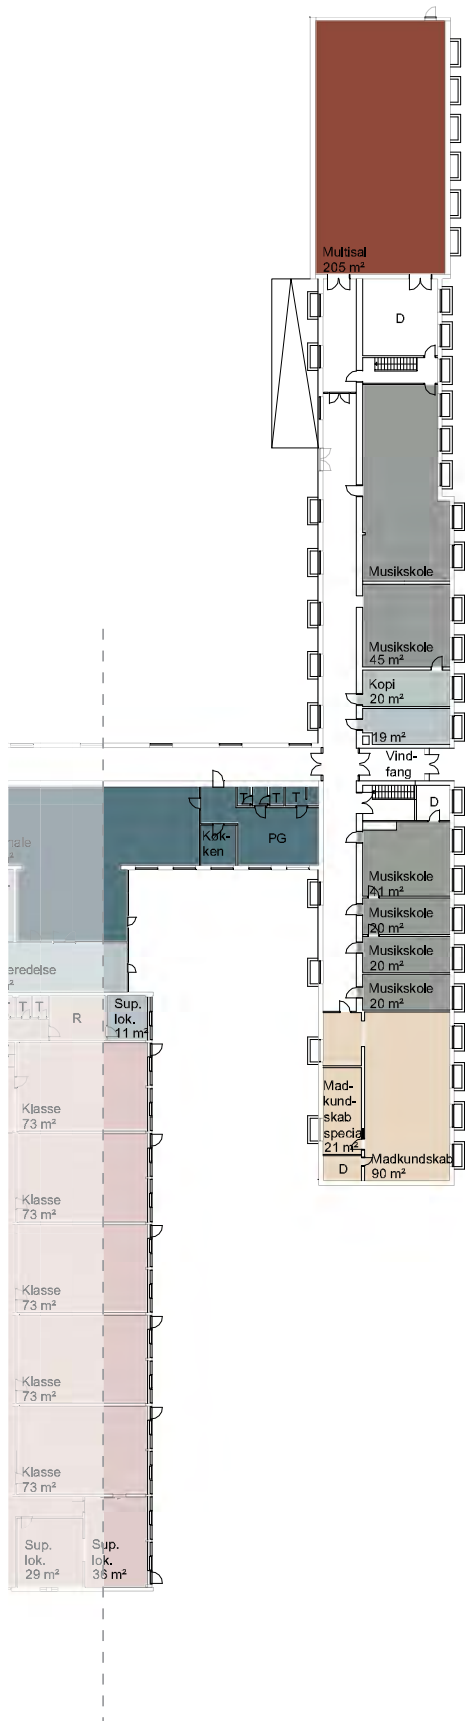 Multisal
205 m²
D
Musikskole
Musikskole
45 m²
Kopi
20 m²
19 m²
Vind-
fang
T
T
T
D
Køk-
ken
PG
Musikskole
41 m²
Musikskole
20 m²
Musikskole
20 m²
Musikskole
20 m²
T
T
T
R
Sup.
lok.
11 m²
Klasse
73 m²
Mad-
kund-
skab
special
21 m²
D
Madkundskab
90 m²
Klasse
73 m²
Klasse
73 m²
Klasse
73 m²
Klasse
73 m²
Sup.
lok.
29 m²
Sup.
lok.
36 m²